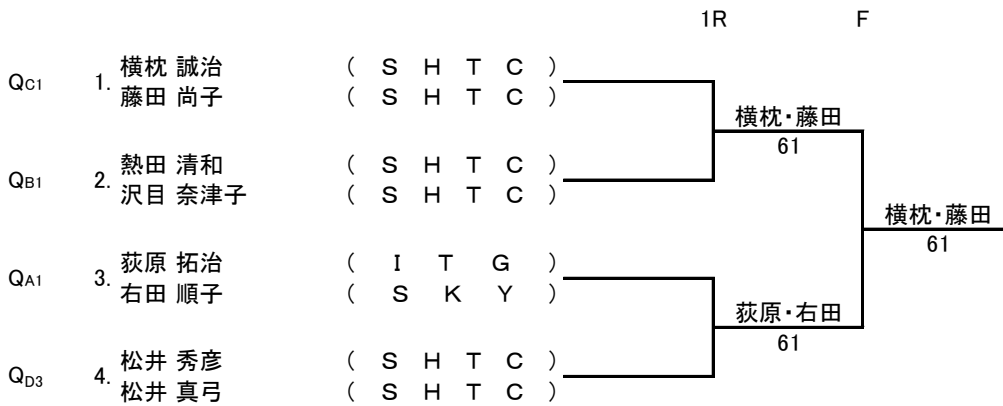 1R F
QC1 1. 横枕 誠治 ( S H T C )
藤田 尚子 ( S H T C )
横枕・藤田
61
QB1 2. 熱田 清和 ( S H T C )
沢目 奈津子 ( S H T C )
横枕・藤田
61
QA1 3. 荻原 拓治 ( I T G )
右田 順子 ( S K Y )
荻原・右田
61
QD3 4. 松井 秀彦 ( S H T C )
松井 真弓 ( S H T C )